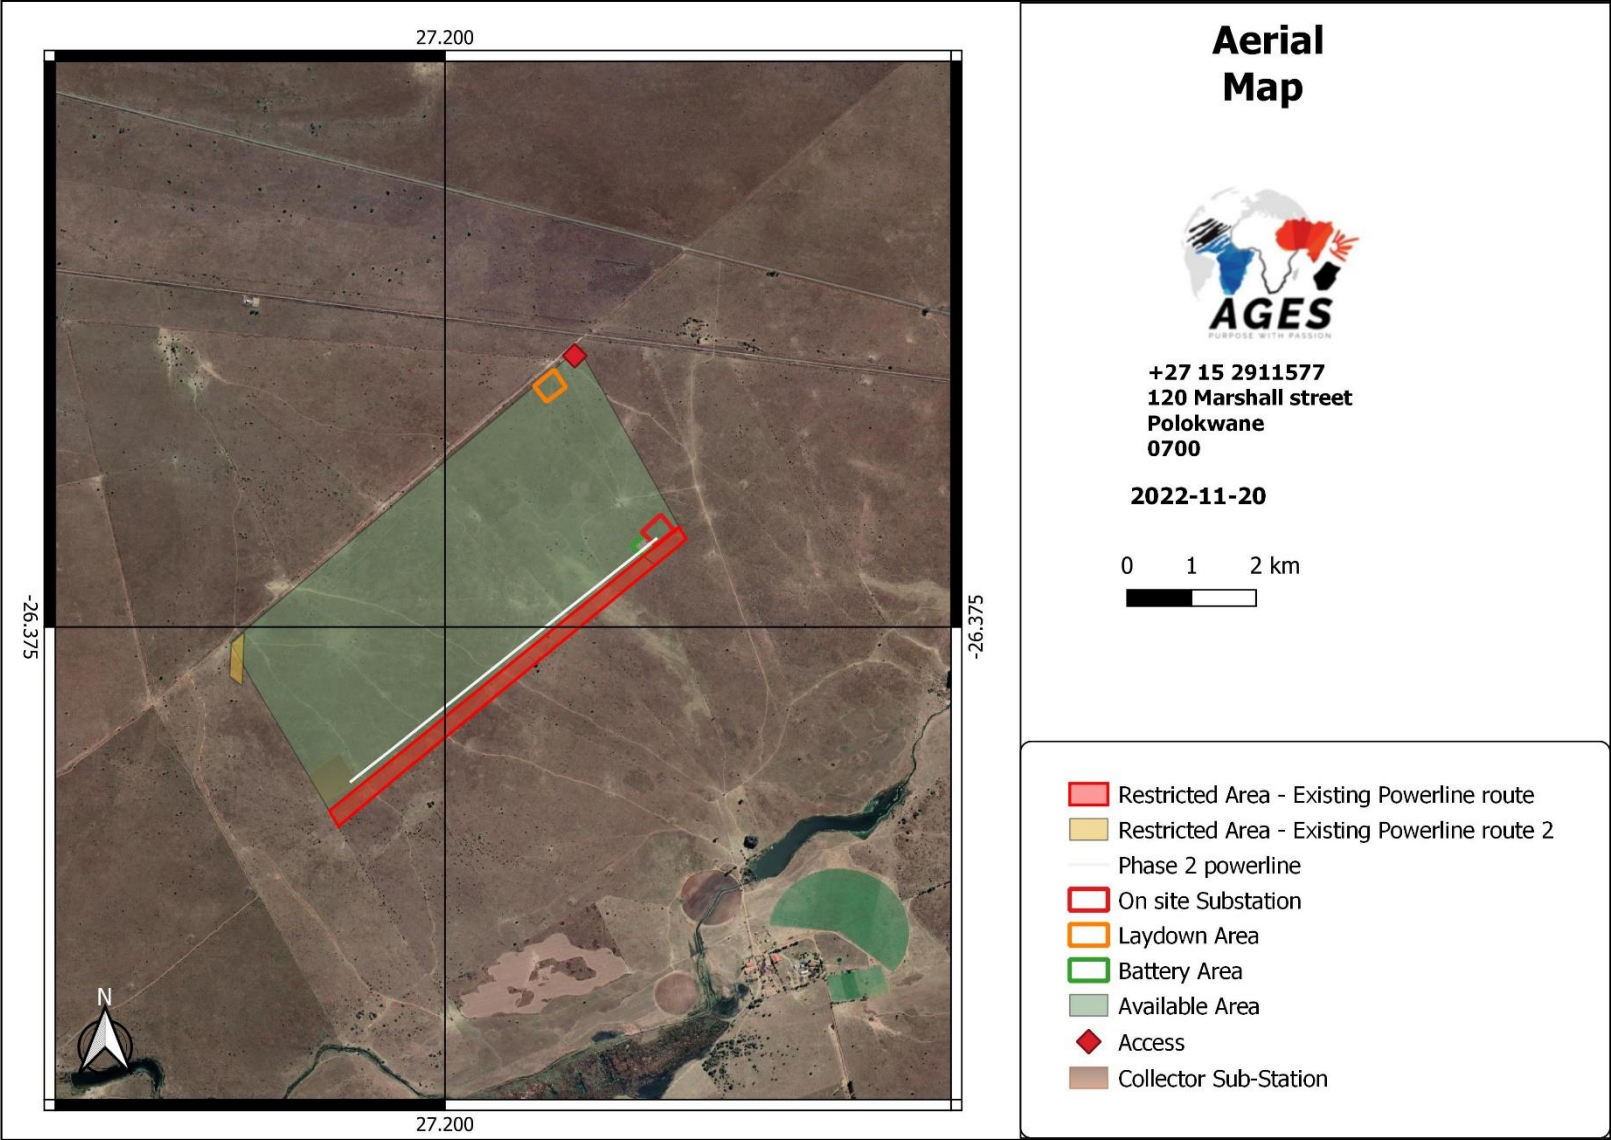 27.200
-26.375
-26.375
27.200
N
Aerial
Map
AGES
PURPOSE WITH PASSION
+27 15 2911577
120 Marshall street
Polokwane
0700
2022-11-20
0 1 2 km
Restricted Area - Existing Powerline route
Restricted Area - Existing Powerline route 2
Phase 2 powerline
On site Substation
Laydown Area
Battery Area
Available Area
Access
Collector Sub-Station